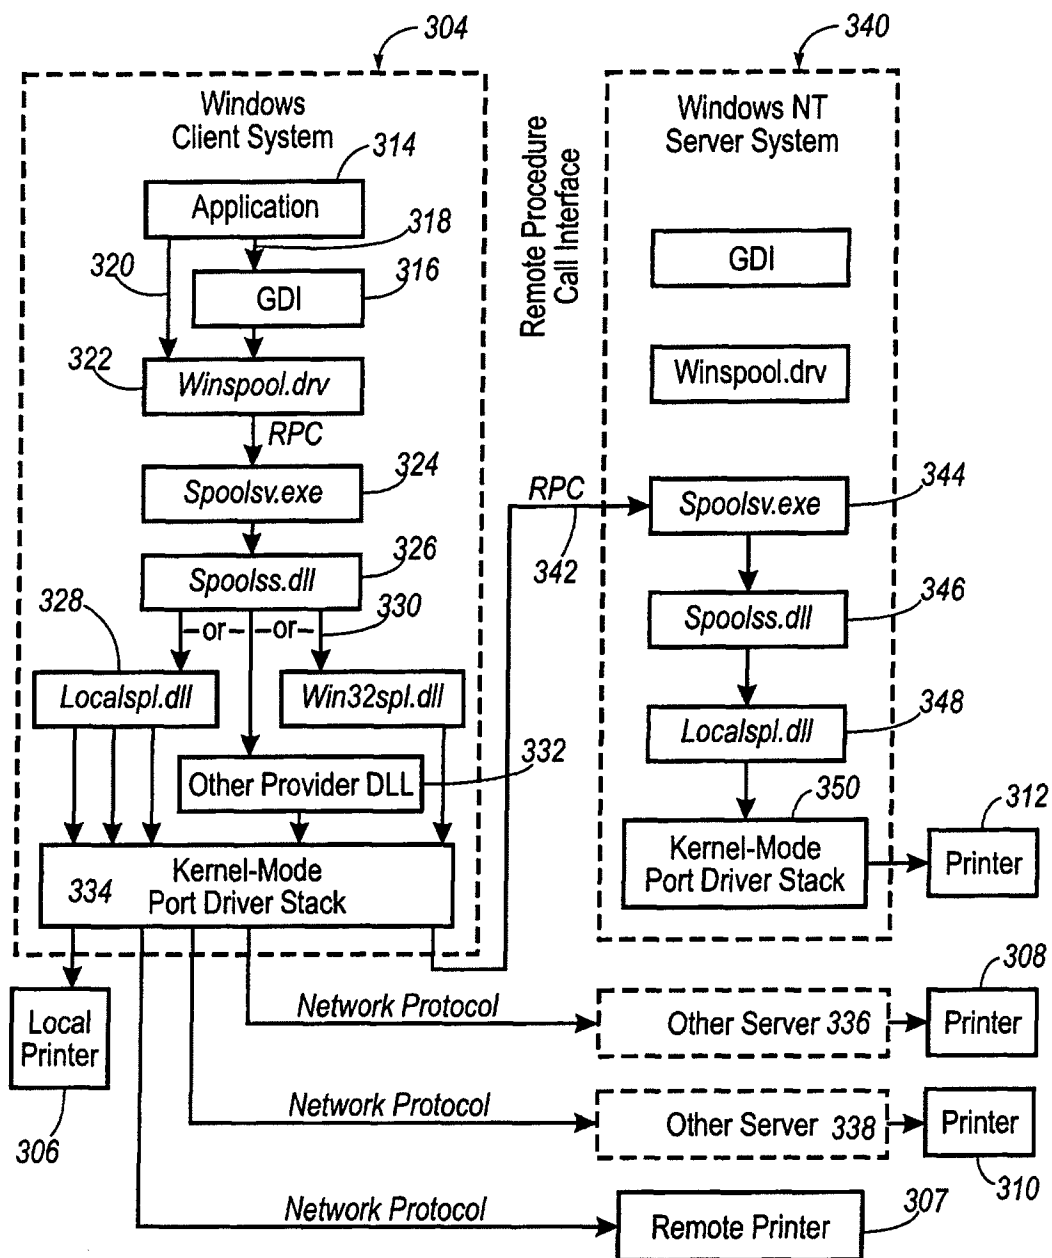 304
340
Windows
Client System
Windows NT
Server System
Remote Procedure
Call Interface
314
Application
318
320
GDI
316
GDI
322
Winspool.drv
Winspool.drv
RPC
324
Spoolsv.exe
RPC
342
Spoolsv.exe
344
326
Spoolss.dll
328
-or-
-or-
330
Spoolss.dll
346
Localspl.dll
Win32spl.dll
348
Localspl.dll
332
Other Provider DLL
350
312
334
Kernel-Mode
Port Driver Stack
Kernel-Mode
Port Driver Stack
Printer
308
Local
Printer
306
Network Protocol
Other Server 336
Printer
Network Protocol
Other Server 338
Printer
310
Network Protocol
Remote Printer
307